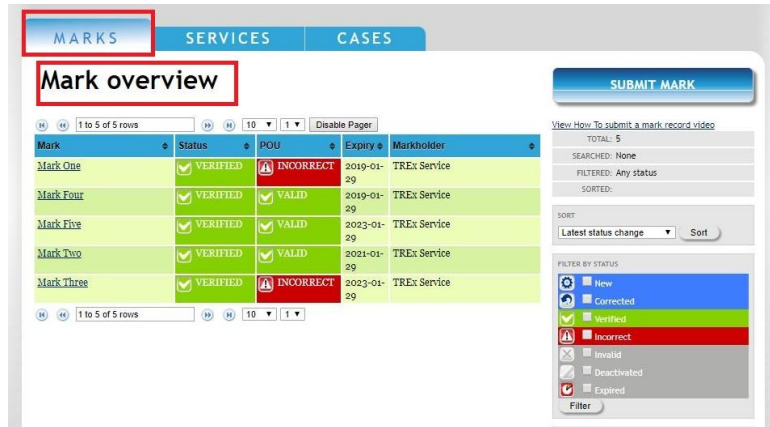 MARKS SERVICES CASES
Mark overview
SUBMIT MARK
1 to 5 of 5 rows 10 1 Disable Pager
View How To submit a mark record video
TOTAL: 5
SEARCHED: None
FILTERED: Any status
SORTED:
Mark Status POU Expiry Markholder
Mark One VERIFIED INCORRECT 2019-01-
29
TREx Service
Mark Four VERIFIED VALID 2019-01-
29
TREx Service
Mark Five VERIFIED VALID 2023-01-
29
TREx Service
Mark Two VERIFIED VALID 2021-01-
29
TREx Service
Mark Three VERIFIED INCORRECT 2023-01-
29
TREx Service
1 to 5 of 5 rows 10 1
SORT
Latest status change Sort
FILTER BY STATUS
New
Corrected
Verified
Incorrect
Invalid
Deactivated
Expired
Filter